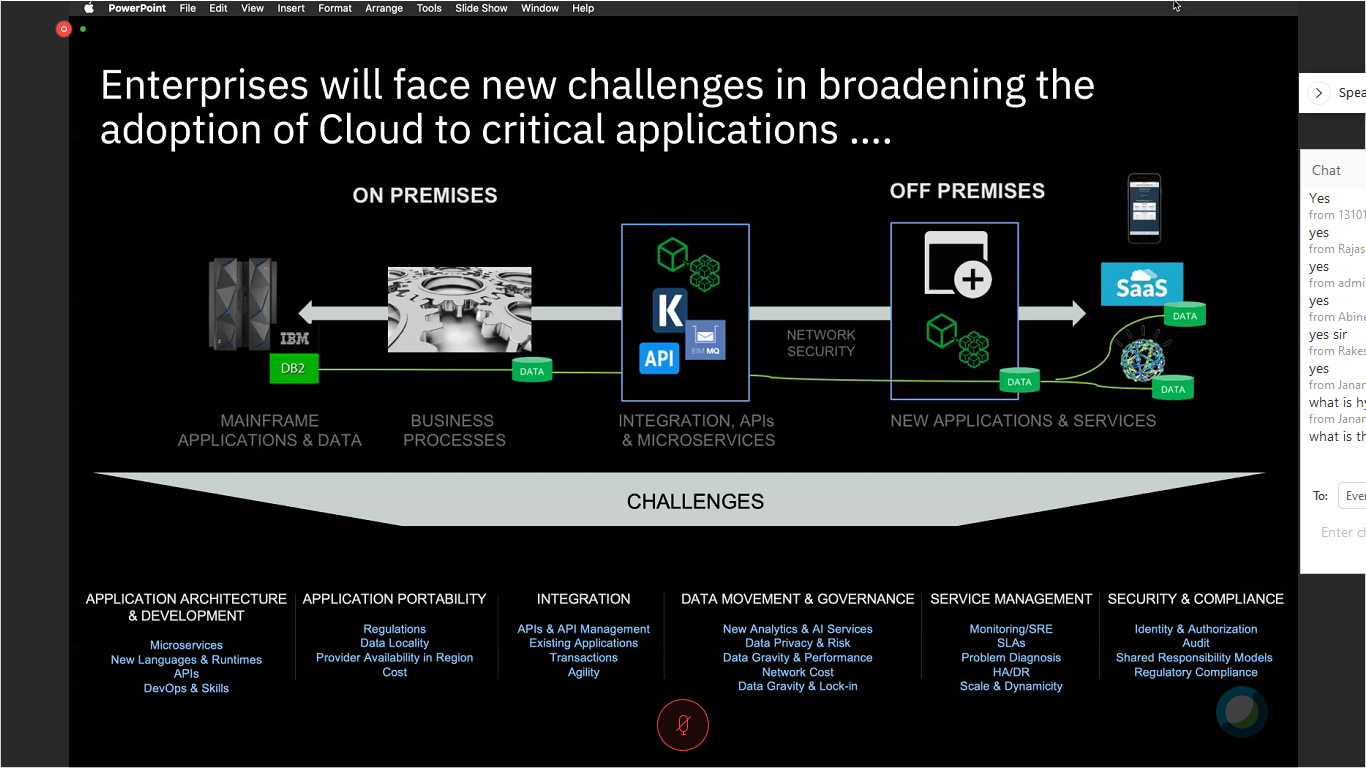 PowerPoint File Edit View Insert Format Arrange Tools Slide Show Window Help
Enterprises will face new challenges in broadening the
adoption of Cloud to critical applications ....
ON PREMISES
OFF PREMISES
SaaS
DATA
K
IBM
DB2
DATA
API
IBM MQ
NETWORK
SECURITY
DATA
DATA
MAINFRAME
APPLICATIONS & DATA
BUSINESS
PROCESSES
INTEGRATION, APIs
& MICROSERVICES
NEW APPLICATIONS & SERVICES
CHALLENGES
APPLICATION ARCHITECTURE
& DEVELOPMENT
Microservices
New Languages & Runtimes
APIs
DevOps & Skills
APPLICATION PORTABILITY
Regulations
Data Locality
Provider Availability in Region
Cost
INTEGRATION
APIs & API Management
Existing Applications
Transactions
Agility
DATA MOVEMENT & GOVERNANCE
New Analytics & AI Services
Data Privacy & Risk
Data Gravity & Performance
Network Cost
Data Gravity & Lock-in
SERVICE MANAGEMENT
Monitoring/SRE
SLAs
Problem Diagnosis
HA/DR
Scale & Dynamicity
SECURITY & COMPLIANCE
Identity & Authorization
Audit
Shared Responsibility Models
Regulatory Compliance
Spea
Chat
Yes
from 13101
yes
from Rajas
yes
from admi
yes
from Abine
yes sir
from Rakes
yes
from Janar
what is hy
from Janar
what is th
To: Ever
Enter ch